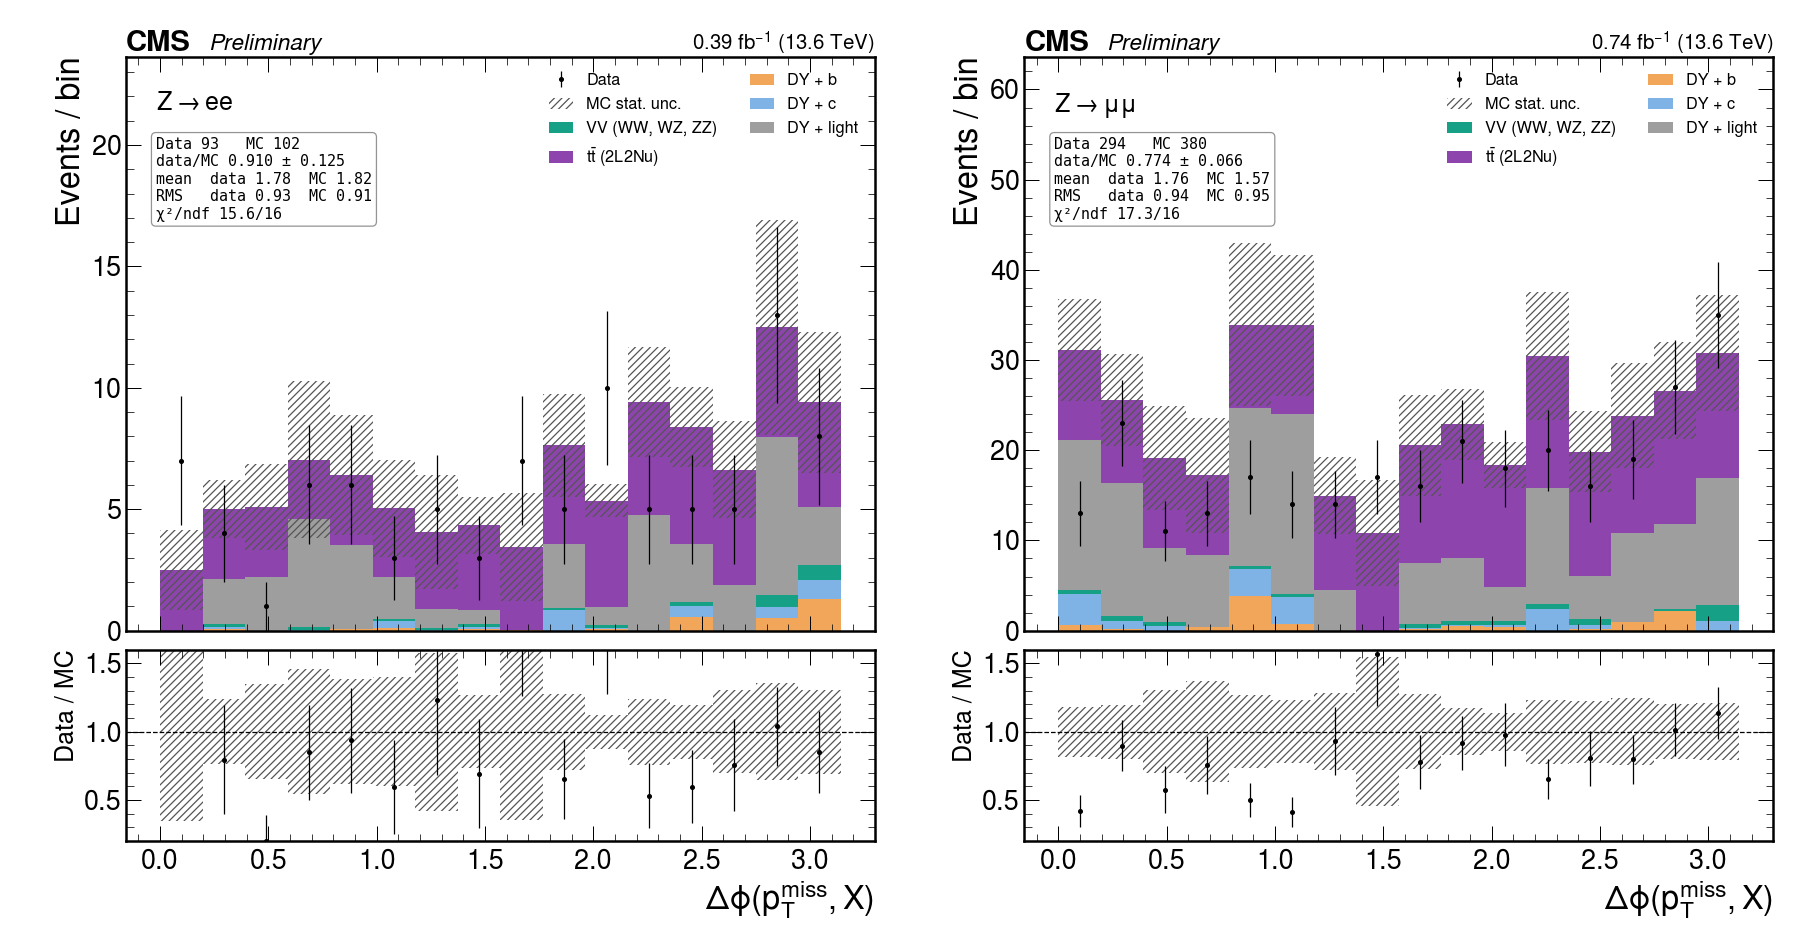 CMS Preliminary 0.39 fb⁻¹ (13.6 TeV)
Z → ee
Data
MC stat. unc.
VV (WW, WZ, ZZ)
tt̄ (2L2Nu)
DY + b
DY + c
DY + light
Data 93 MC 102
data/MC 0.910 ± 0.125
mean data 1.78 MC 1.82
RMS data 0.93 MC 0.91
χ²/ndf 15.6/16
Events / bin
20
15
10
5
0
Data / MC
1.5
1.0
0.5
0.0 0.5 1.0 1.5 2.0 2.5 3.0
Δϕ(p_T^miss, X)
CMS Preliminary 0.74 fb⁻¹ (13.6 TeV)
Z → μμ
Data
MC stat. unc.
VV (WW, WZ, ZZ)
tt̄ (2L2Nu)
DY + b
DY + c
DY + light
Data 294 MC 380
data/MC 0.774 ± 0.066
mean data 1.76 MC 1.57
RMS data 0.94 MC 0.95
χ²/ndf 17.3/16
Events / bin
60
50
40
30
20
10
0
Data / MC
1.5
1.0
0.5
0.0 0.5 1.0 1.5 2.0 2.5 3.0
Δϕ(p_T^miss, X)